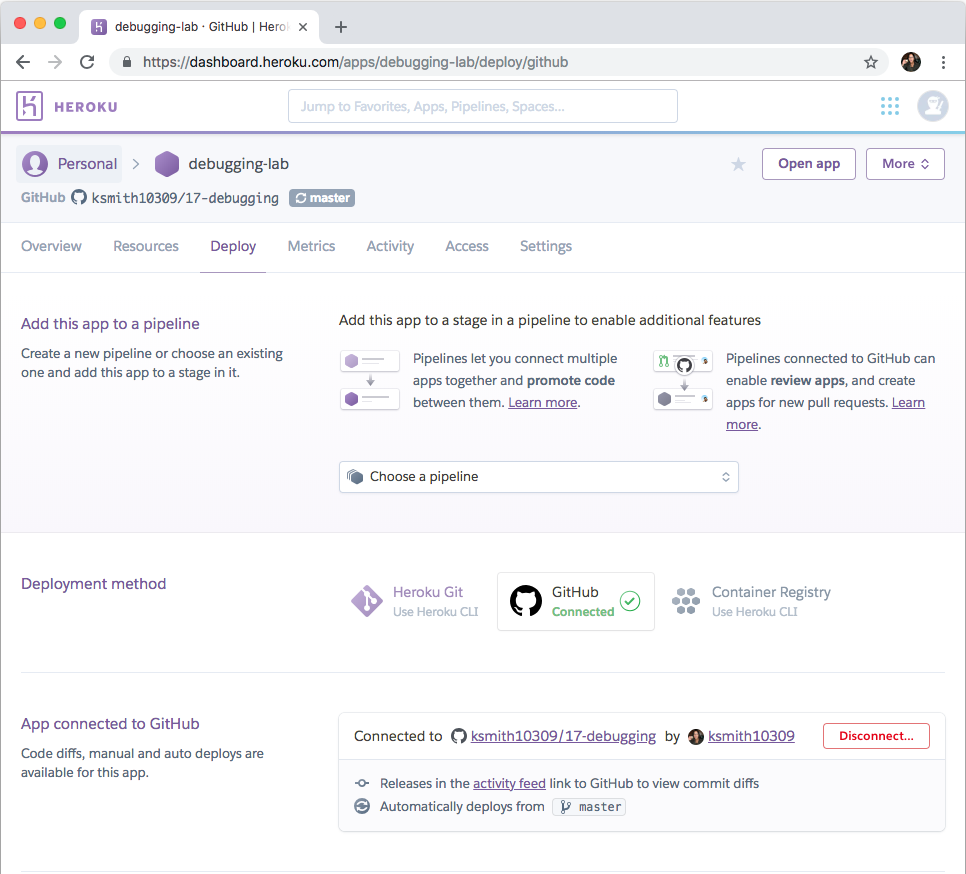 debugging-lab · GitHub | Hero
https://dashboard.heroku.com/apps/debugging-lab/deploy/github
HEROKU
Jump to Favorites, Apps, Pipelines, Spaces...
Personal
debugging-lab
Open app
More
GitHub ksmith10309/17-debugging master
Overview Resources Deploy Metrics Activity Access Settings
Add this app to a pipeline
Create a new pipeline or choose an existing
one and add this app to a stage in it.
Add this app to a stage in a pipeline to enable additional features
Pipelines let you connect multiple
apps together and promote code
between them. Learn more.
Pipelines connected to GitHub can
enable review apps, and create
apps for new pull requests. Learn
more.
Choose a pipeline
Deployment method
Heroku Git
Use Heroku CLI
GitHub
Connected
Container Registry
Use Heroku CLI
App connected to GitHub
Code diffs, manual and auto deploys are
available for this app.
Connected to ksmith10309/17-debugging by ksmith10309
Disconnect...
Releases in the activity feed link to GitHub to view commit diffs
Automatically deploys from master